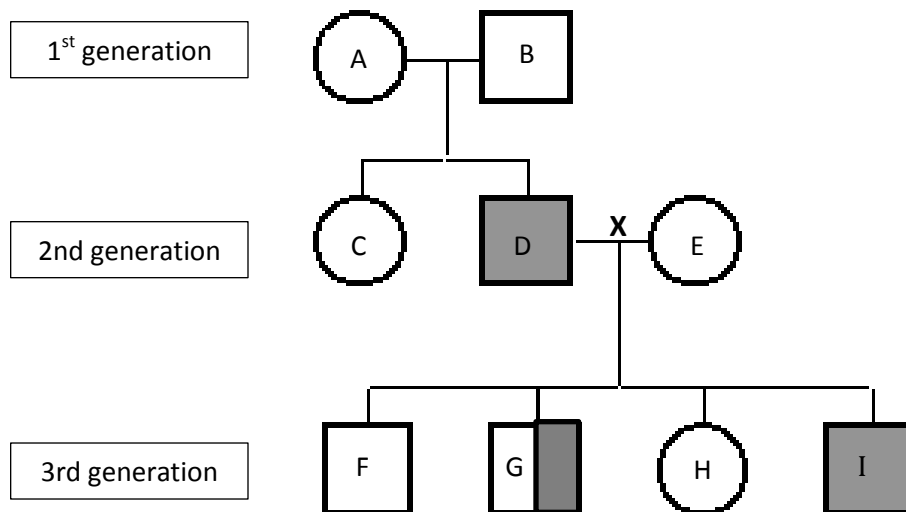 1st generation
A
B
2nd generation
C
D
X
E
3rd generation
F
G
H
I